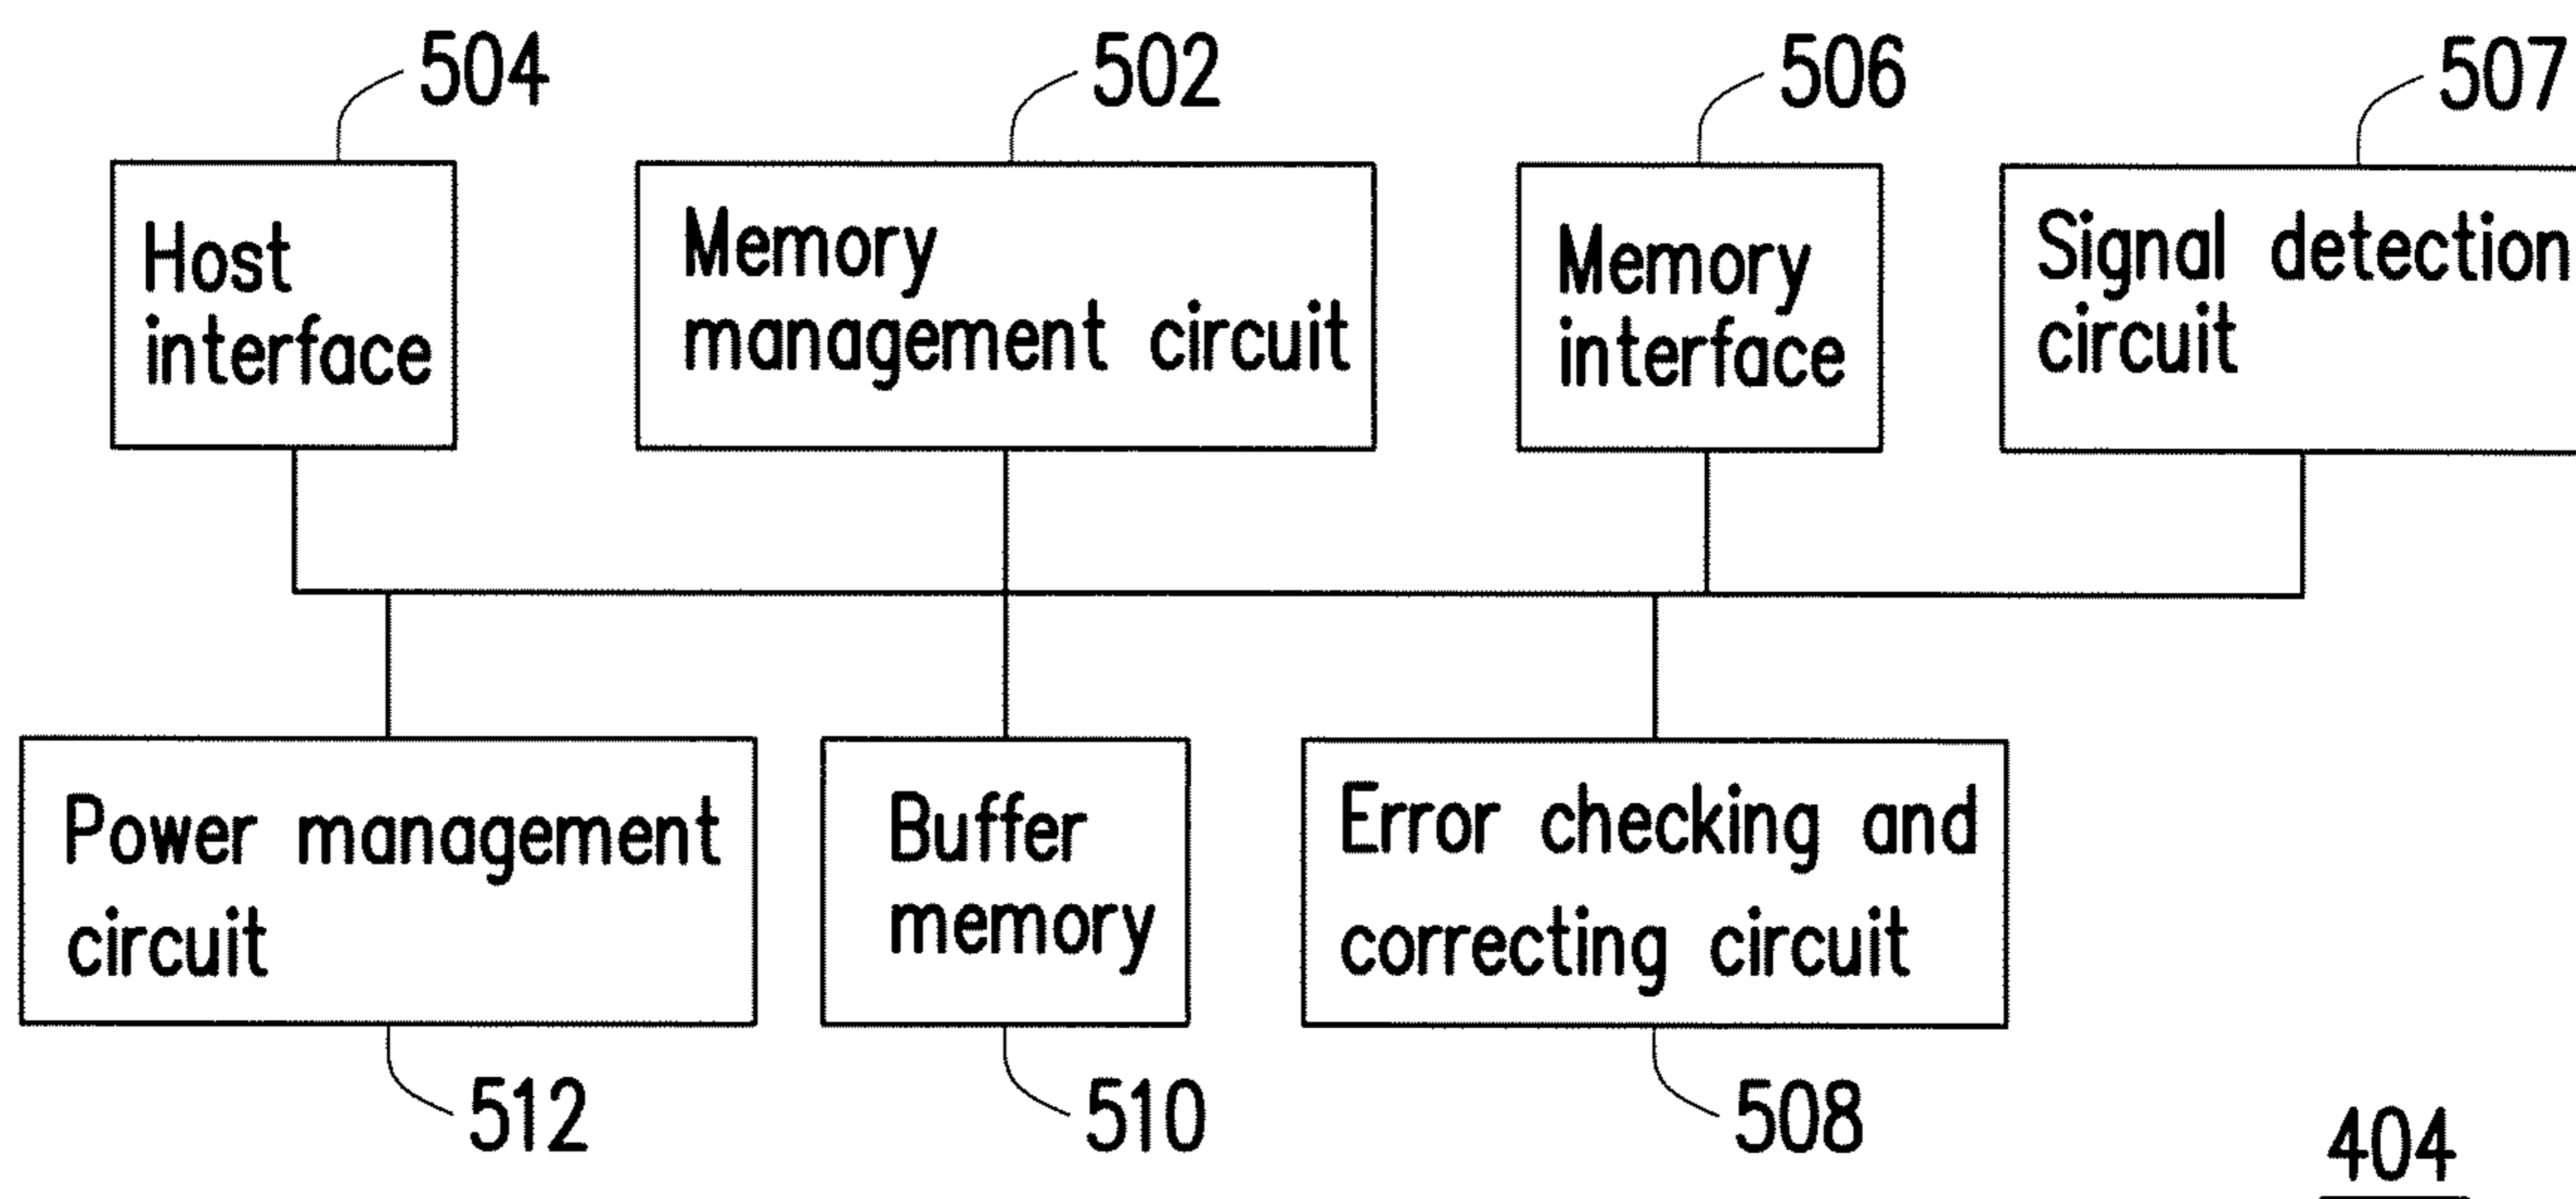 504
502
506
507
Host
interface
Memory
management circuit
Memory
interface
Signal detection
circuit
Power management
circuit
Buffer
memory
Error checking and
correcting circuit
512
510
508
404